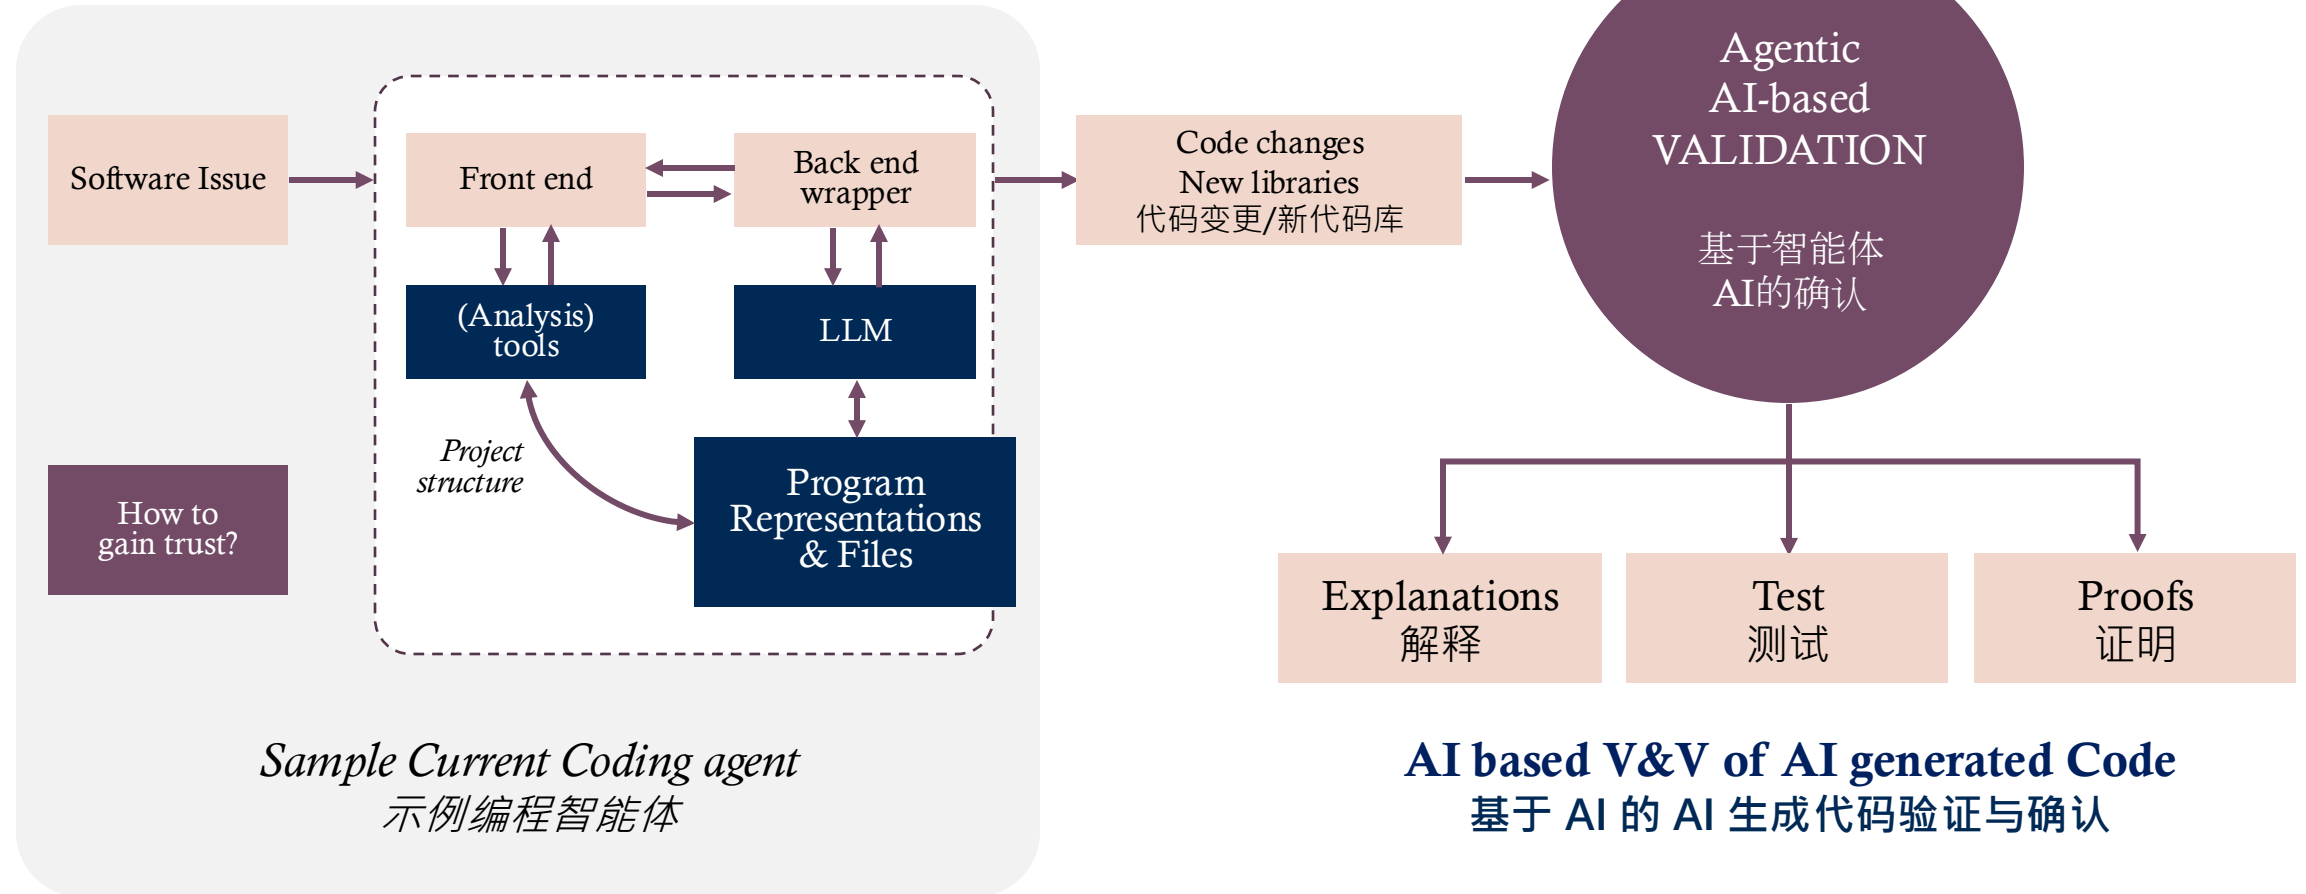 Software Issue
Front end
Back end
wrapper
(Analysis)
tools
LLM
Project
structure
Program
Representations
& Files
How to
gain trust?
Sample Current Coding agent
示例编程智能体
Code changes
New libraries
代码变更/新代码库
Agentic
AI-based
VALIDATION
基于智能体
AI的确认
Explanations
解释
Test
测试
Proofs
证明
AI based V&V of AI generated Code
基于 AI 的 AI 生成代码验证与确认